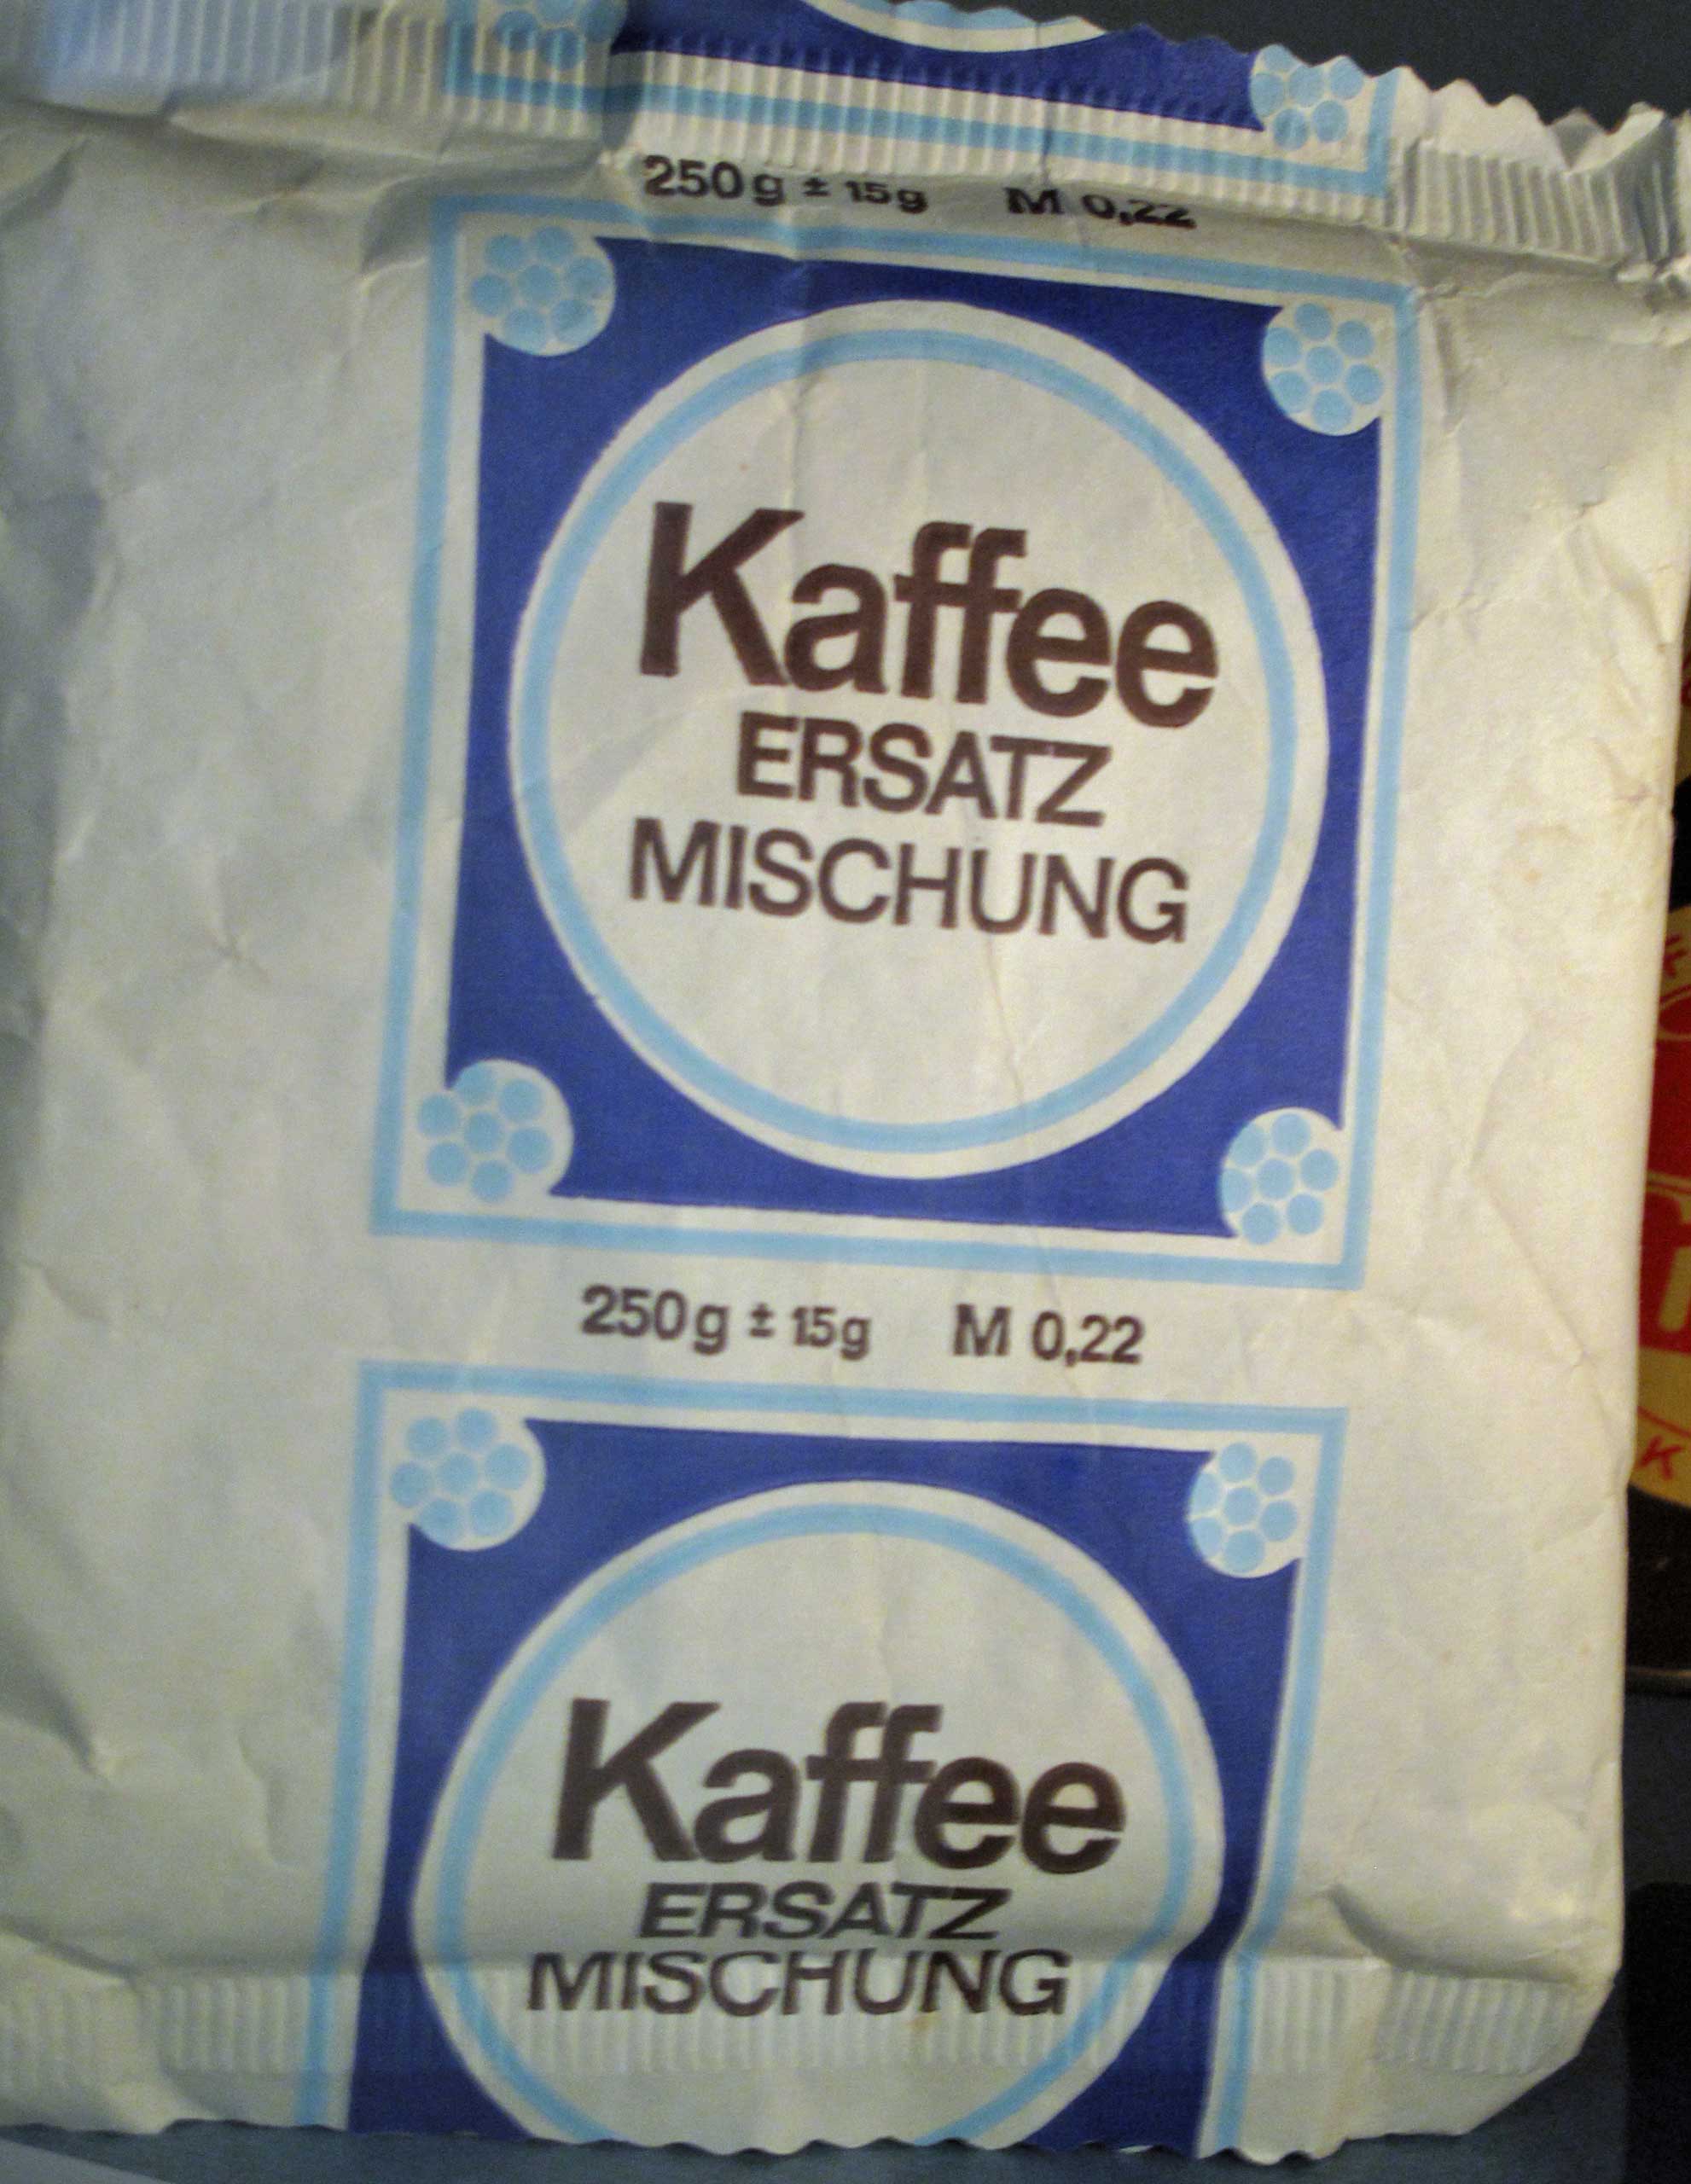 250g ± 15g M 0,22
Kaffee
ERSATZ
MISCHUNG
250g ± 15g M 0,22
Kaffee
ERSATZ
MISCHUNG